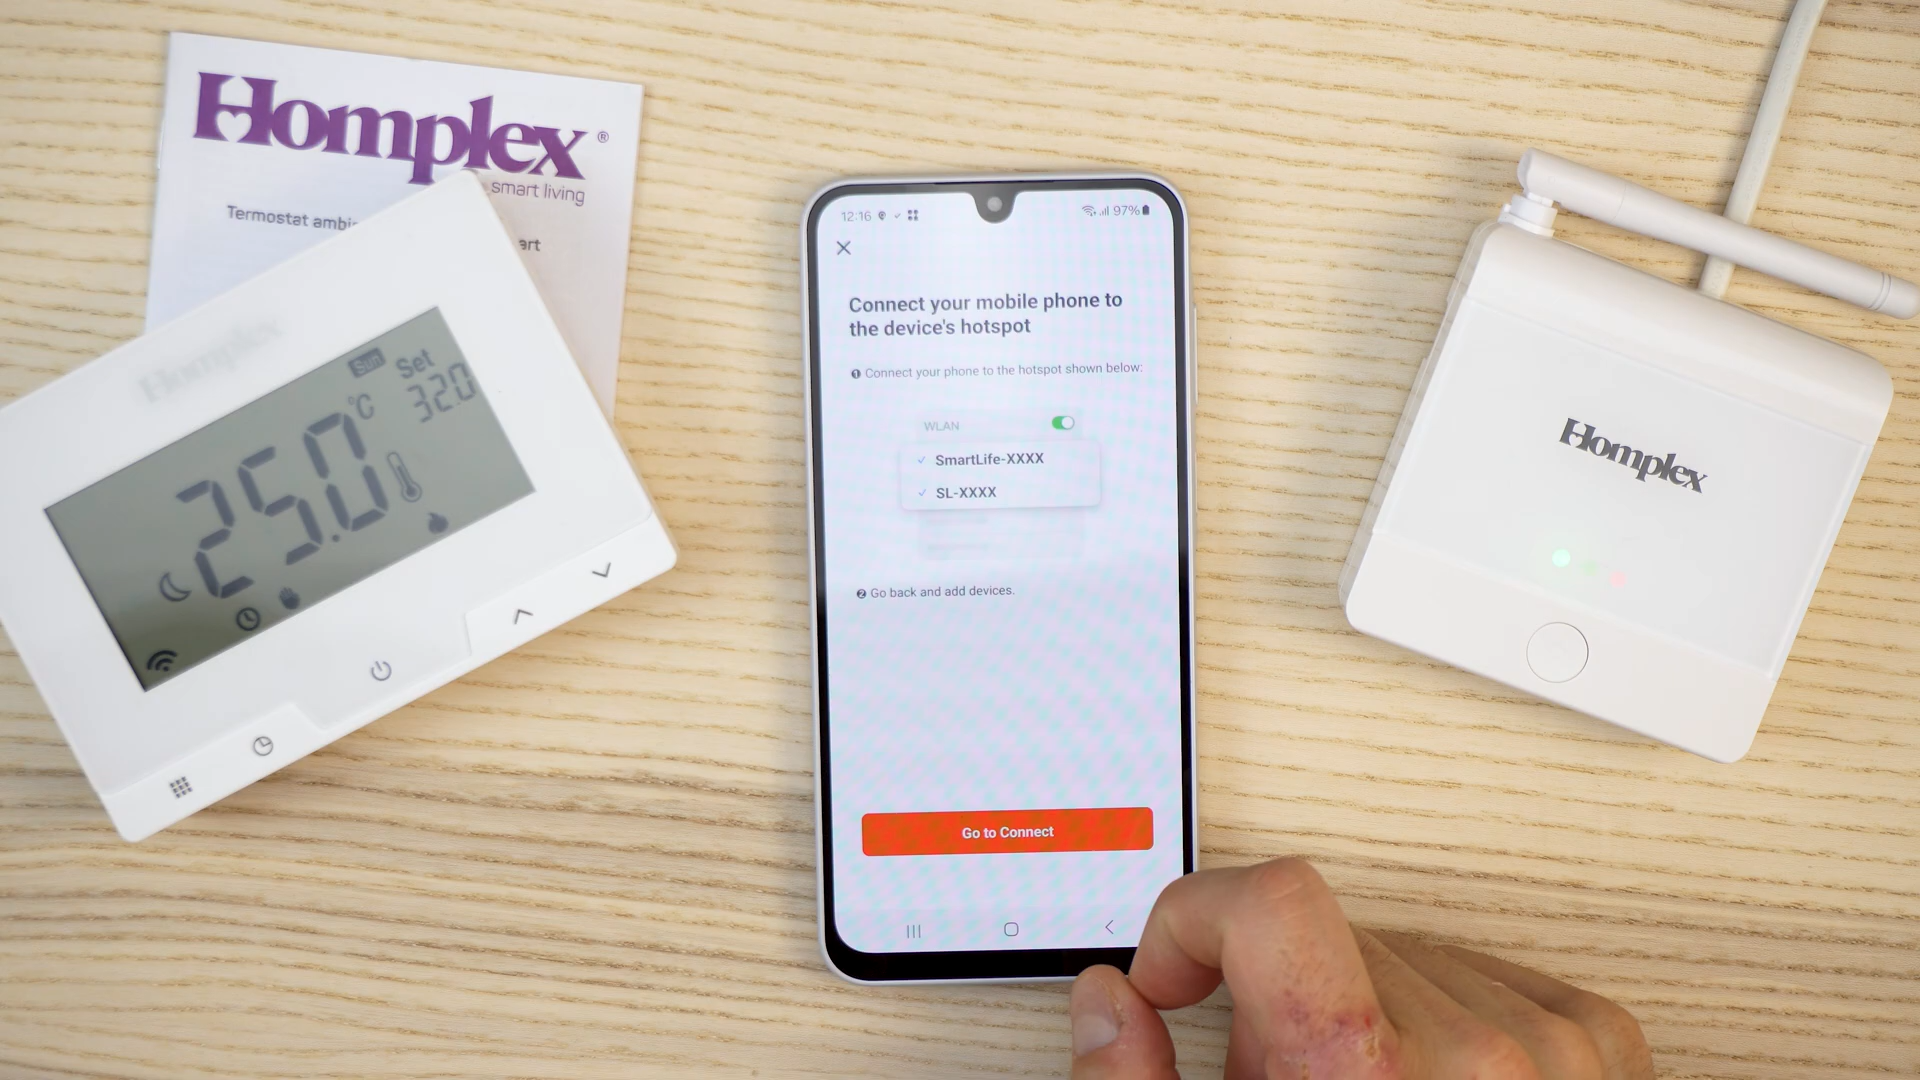 Homplex®
smart living
Termostat ambi
art
Homplex
Sun
Set
32.0
25.0
°C
12:16
97%
Connect your mobile phone to
the device's hotspot
1 Connect your phone to the hotspot shown below:
WLAN
SmartLife-XXXX
SL-XXXX
2 Go back and add devices.
Go to Connect
Homplex